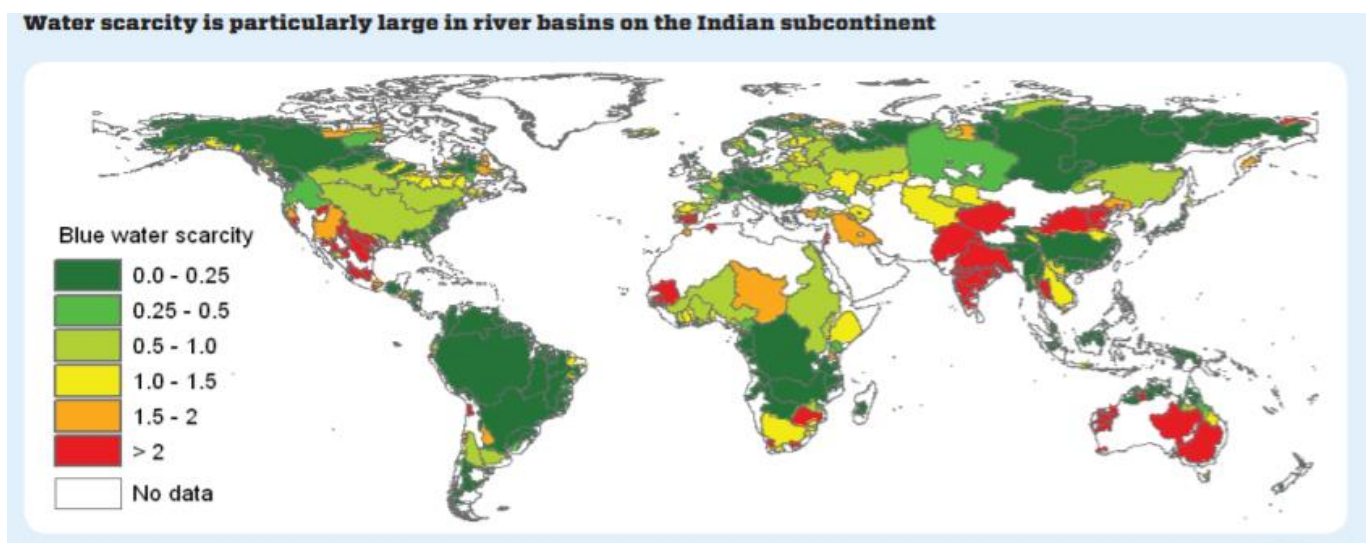 Water scarcity is particularly large in river basins on the Indian subcontinent
Blue water scarcity
0.0 - 0.25
0.25 - 0.5
0.5 - 1.0
1.0 - 1.5
1.5 - 2
> 2
No data